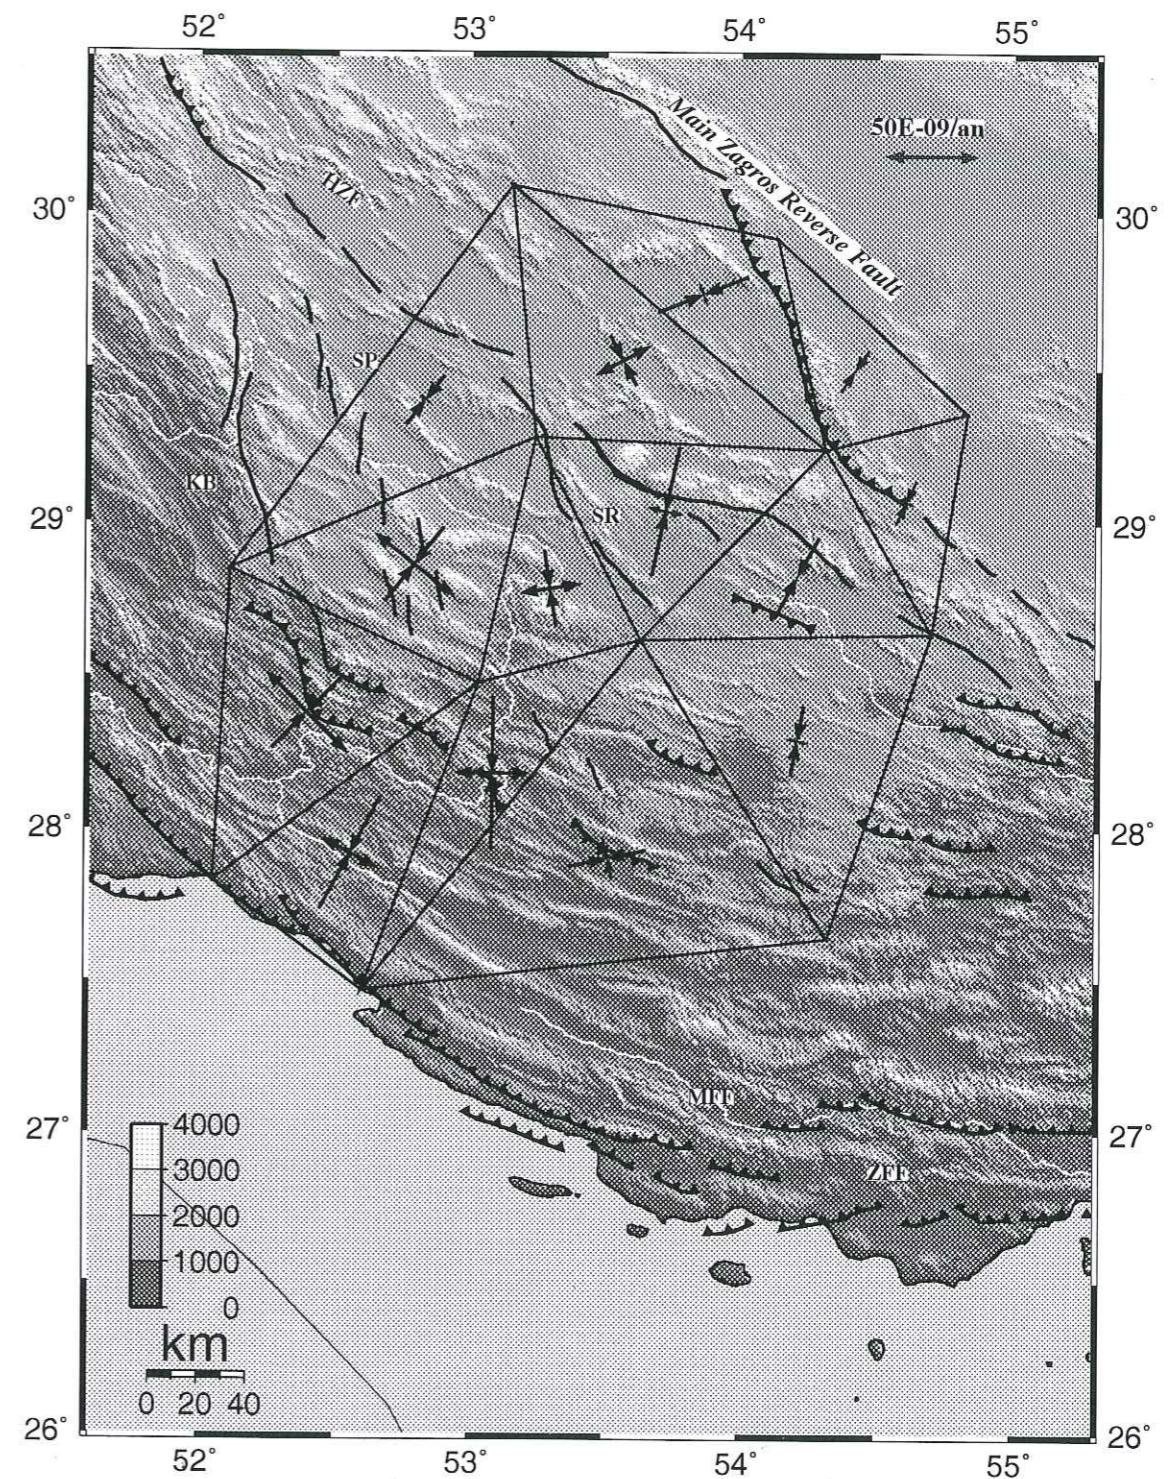 52° 53° 54° 55°
Main Zagros Reverse Fault
50E-09/an
HZF
30° 30°
SP
KB
29° SR 29°
28° 28°
MFF
27° 27°
ZFF
4000
3000
2000
1000
0
km
0 20 40
26° 26°
52° 53° 54° 55°